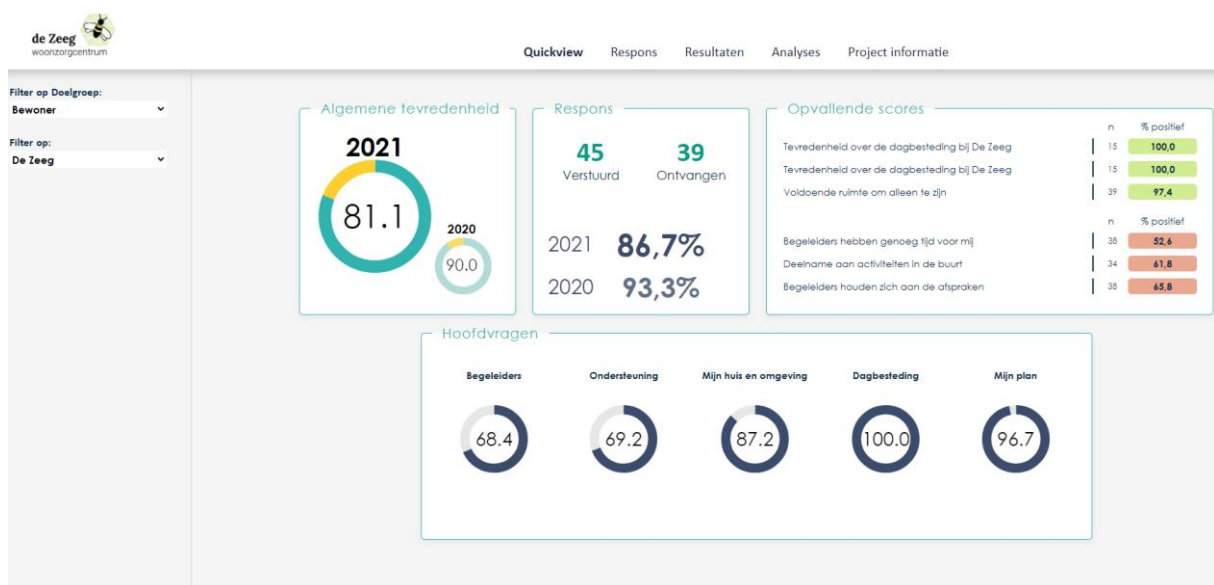 de Zeeg
woonzorgcentrum
Quickview Respons Resultaten Analyses Project informatie
Filter op Doelgroep:
Bewoner
Filter op:
De Zeeg
Algemene tevredenheid
2021
81.1
2020
90.0
Respons
45 39
Verstuurd Ontvangen
2021 86,7%
2020 93,3%
Opvallende scores
n % positief
Tevredenheid over de dagbesteding bij De Zeeg 15 100,0
Tevredenheid over de dagbesteding bij De Zeeg 15 100,0
Voldoende ruimte om alleen te zijn 39 97,4
n % positief
Begeleiders hebben genoeg tijd voor mij 38 52,6
Deelname aan activiteiten in de buurt 34 61,8
Begeleiders houden zich aan de afspraken 38 65,8
Hoofdvragen
Begeleiders Ondersteuning Mijn huis en omgeving Dagbesteding Mijn plan
68.4 69.2 87.2 100.0 96.7